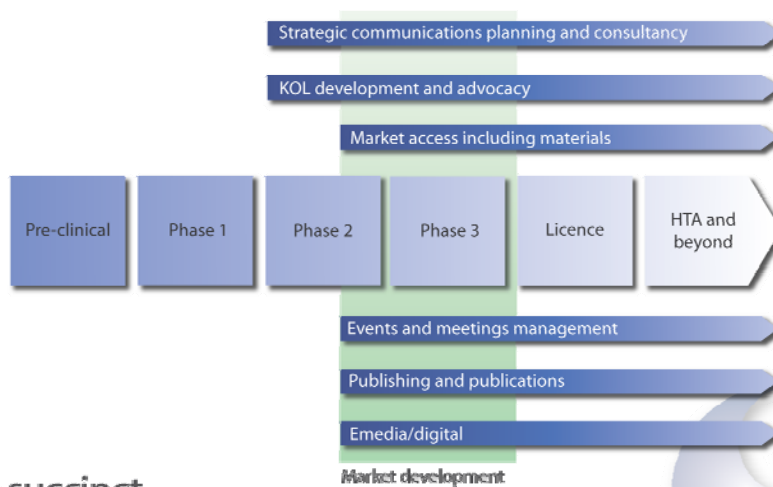 Strategic communications planning and consultancy
KOL development and advocacy
Market access including materials
Pre-clinical
Phase 1
Phase 2
Phase 3
Licence
HTA and
beyond
Events and meetings management
Publishing and publications
Emedia/digital
Market development
succinct